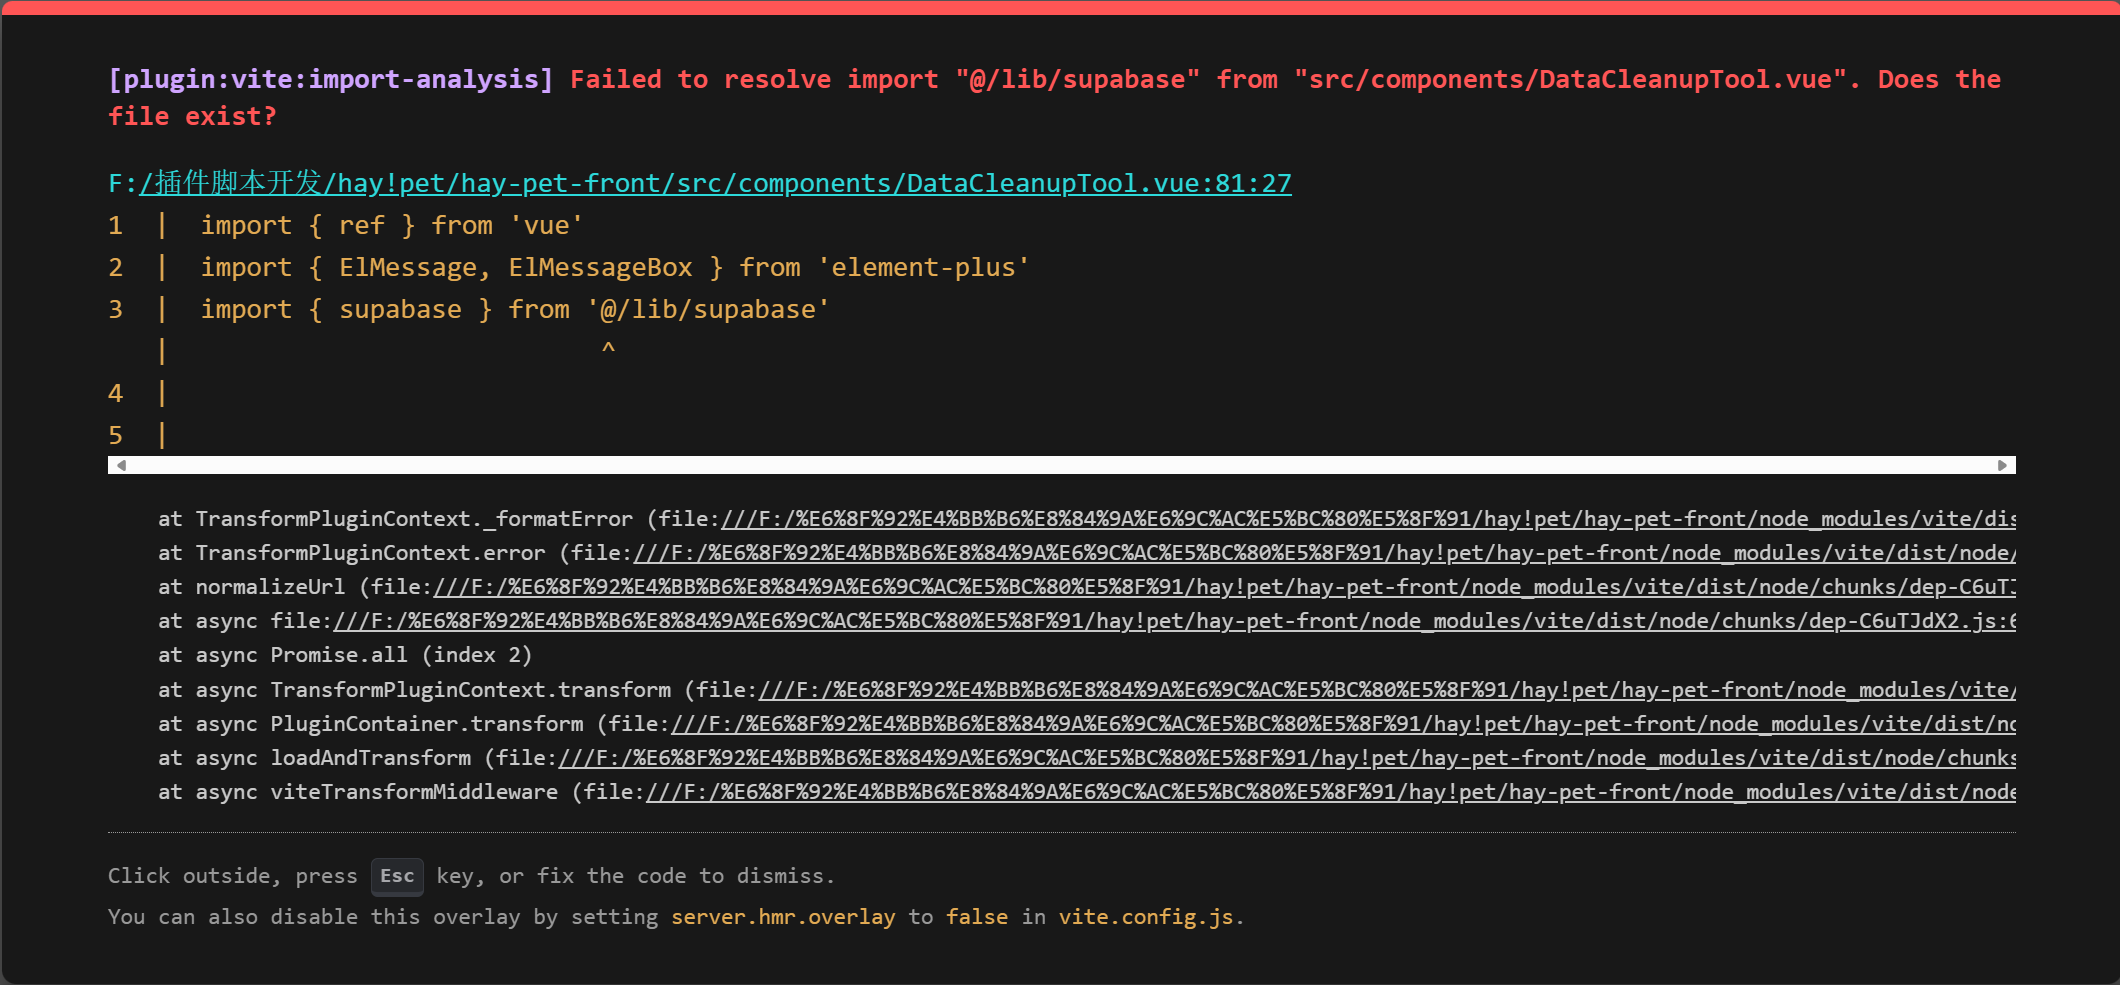 [plugin:vite:import-analysis] Failed to resolve import "@/lib/supabase" from "src/components/DataCleanupTool.vue". Does the
file exist?
F:/插件脚本开发/hay!pet/hay-pet-front/src/components/DataCleanupTool.vue:81:27
1  |  import { ref } from 'vue'
2  |  import { ElMessage, ElMessageBox } from 'element-plus'
3  |  import { supabase } from '@/lib/supabase'
   |                            ^
4  |
5  |
at TransformPluginContext._formatError (file:///F:/%E6%8F%92%E4%BB%B6%E8%84%9A%E6%9C%AC%E5%BC%80%E5%8F%91/hay!pet/hay-pet-front/node_modules/vite/dis
at TransformPluginContext.error (file:///F:/%E6%8F%92%E4%BB%B6%E8%84%9A%E6%9C%AC%E5%BC%80%E5%8F%91/hay!pet/hay-pet-front/node_modules/vite/dist/node/
at normalizeUrl (file:///F:/%E6%8F%92%E4%BB%B6%E8%84%9A%E6%9C%AC%E5%BC%80%E5%8F%91/hay!pet/hay-pet-front/node_modules/vite/dist/node/chunks/dep-C6uTJ
at async file:///F:/%E6%8F%92%E4%BB%B6%E8%84%9A%E6%9C%AC%E5%BC%80%E5%8F%91/hay!pet/hay-pet-front/node_modules/vite/dist/node/chunks/dep-C6uTJdX2.js:6
at async Promise.all (index 2)
at async TransformPluginContext.transform (file:///F:/%E6%8F%92%E4%BB%B6%E8%84%9A%E6%9C%AC%E5%BC%80%E5%8F%91/hay!pet/hay-pet-front/node_modules/vite/
at async PluginContainer.transform (file:///F:/%E6%8F%92%E4%BB%B6%E8%84%9A%E6%9C%AC%E5%BC%80%E5%8F%91/hay!pet/hay-pet-front/node_modules/vite/dist/no
at async loadAndTransform (file:///F:/%E6%8F%92%E4%BB%B6%E8%84%9A%E6%9C%AC%E5%BC%80%E5%8F%91/hay!pet/hay-pet-front/node_modules/vite/dist/node/chunks
at async viteTransformMiddleware (file:///F:/%E6%8F%92%E4%BB%B6%E8%84%9A%E6%9C%AC%E5%BC%80%E5%8F%91/hay!pet/hay-pet-front/node_modules/vite/dist/node
Click outside, press Esc key, or fix the code to dismiss.
You can also disable this overlay by setting server.hmr.overlay to false in vite.config.js.